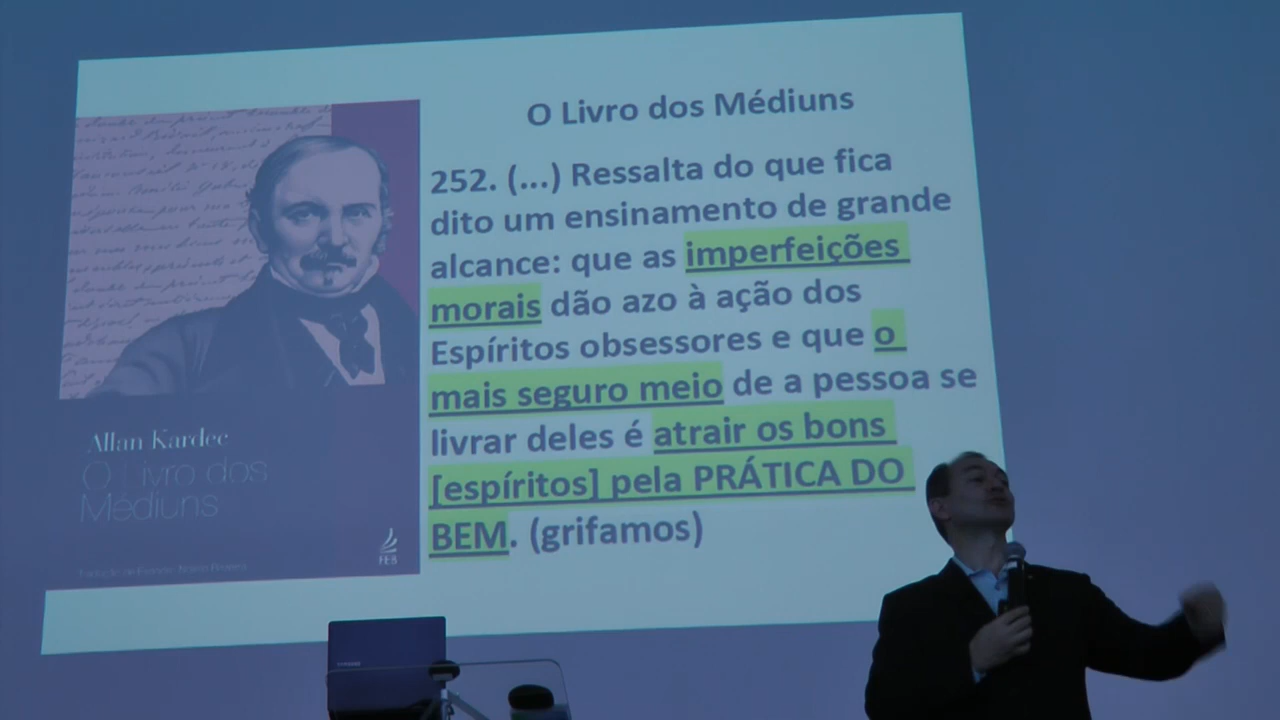 O Livro dos Médiuns
252. (...) Ressalta do que fica
dito um ensinamento de grande
alcance: que as imperfeições
morais dão azo à ação dos
Espíritos obsessores e que o
mais seguro meio de a pessoa se
livrar deles é atrair os bons
[espíritos] pela PRÁTICA DO
BEM. (grifamos)
Allan Kardec
O Livro dos
Médiuns
FEB